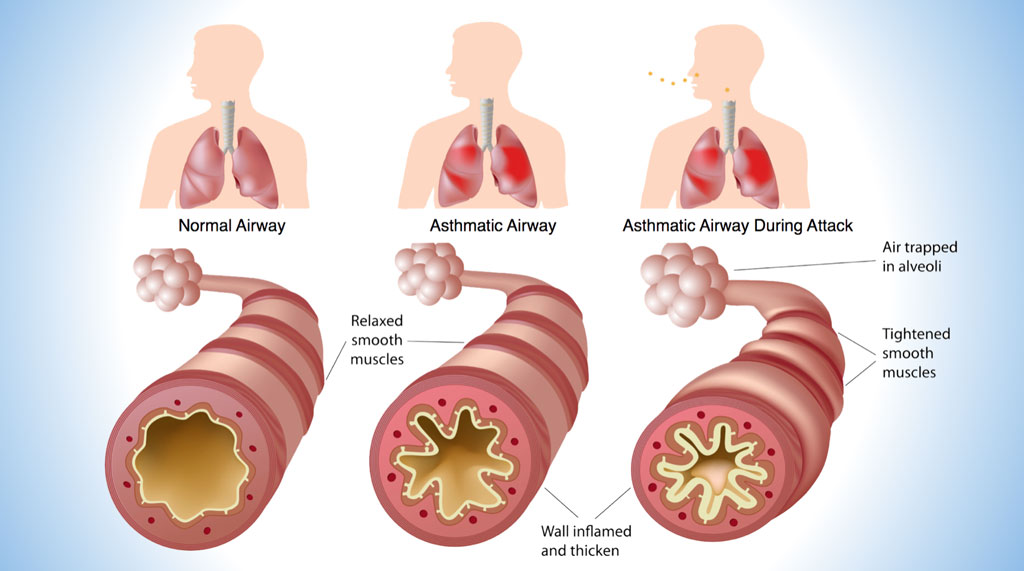 Normal Airway
Asthmatic Airway
Asthmatic Airway During Attack
Air trapped
in alveoli
Relaxed
smooth
muscles
Tightened
smooth
muscles
Wall inflamed
and thicken